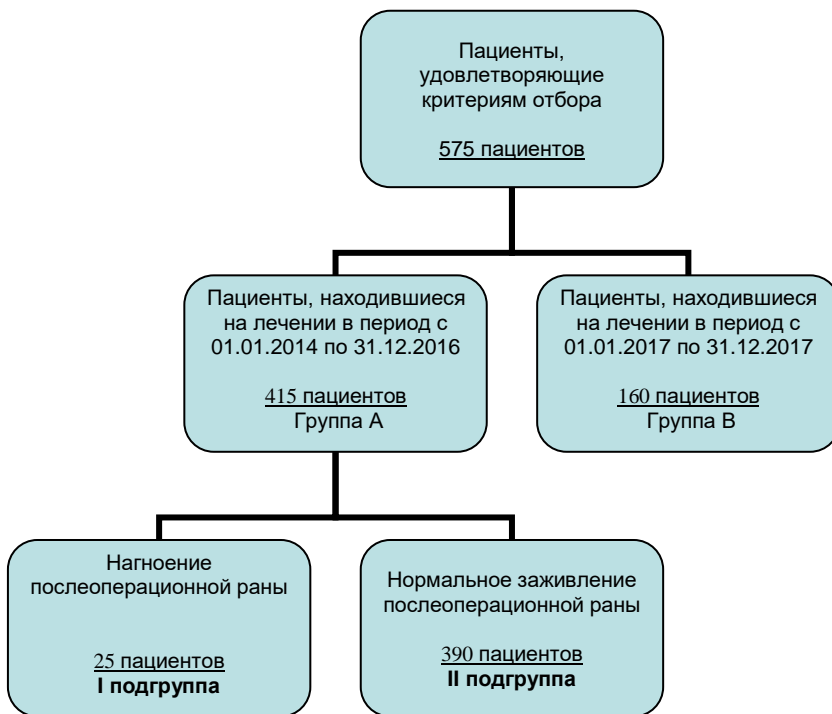 Пациенты,
удовлетворяющие
критериям отбора
575 пациентов
Пациенты, находившиеся
на лечении в период с
01.01.2014 по 31.12.2016
415 пациентов
Группа А
Пациенты, находившиеся
на лечении в период с
01.01.2017 по 31.12.2017
160 пациентов
Группа В
Нагноение
послеоперационной раны
25 пациентов
I подгруппа
Нормальное заживление
послеоперационной раны
390 пациентов
II подгруппа